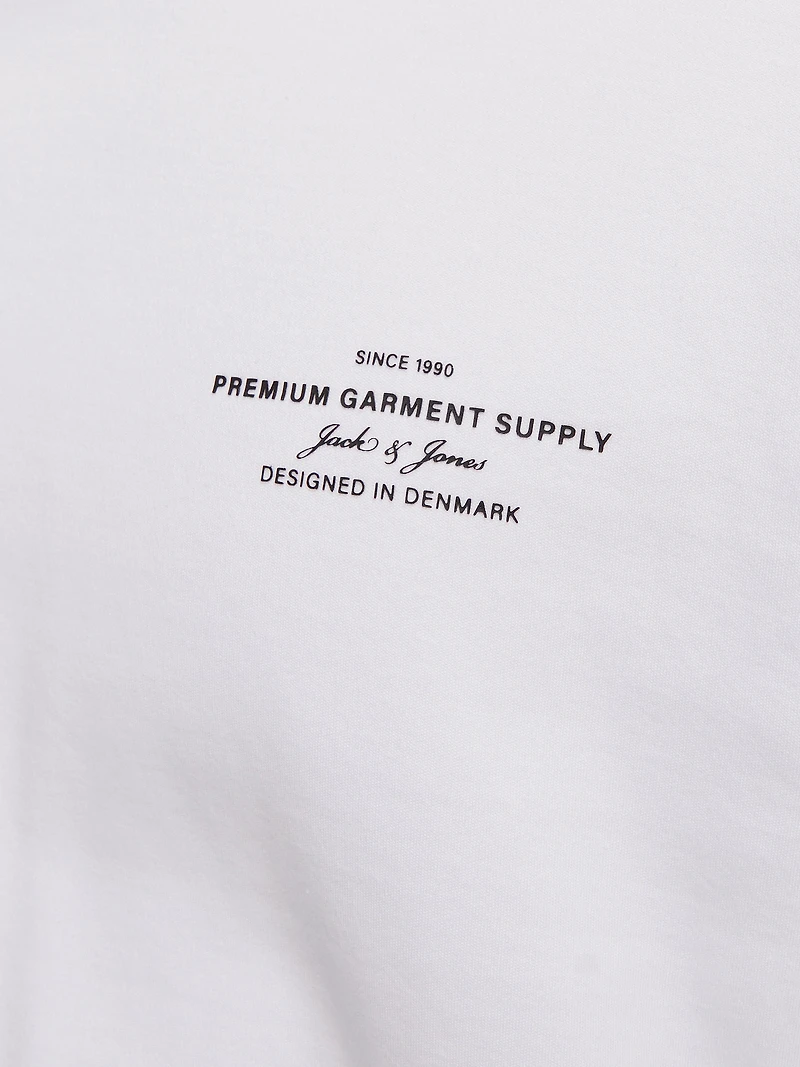 SINCE 1990
PREMIUM GARMENT SUPPLY
Jack & Jones
DESIGNED IN DENMARK